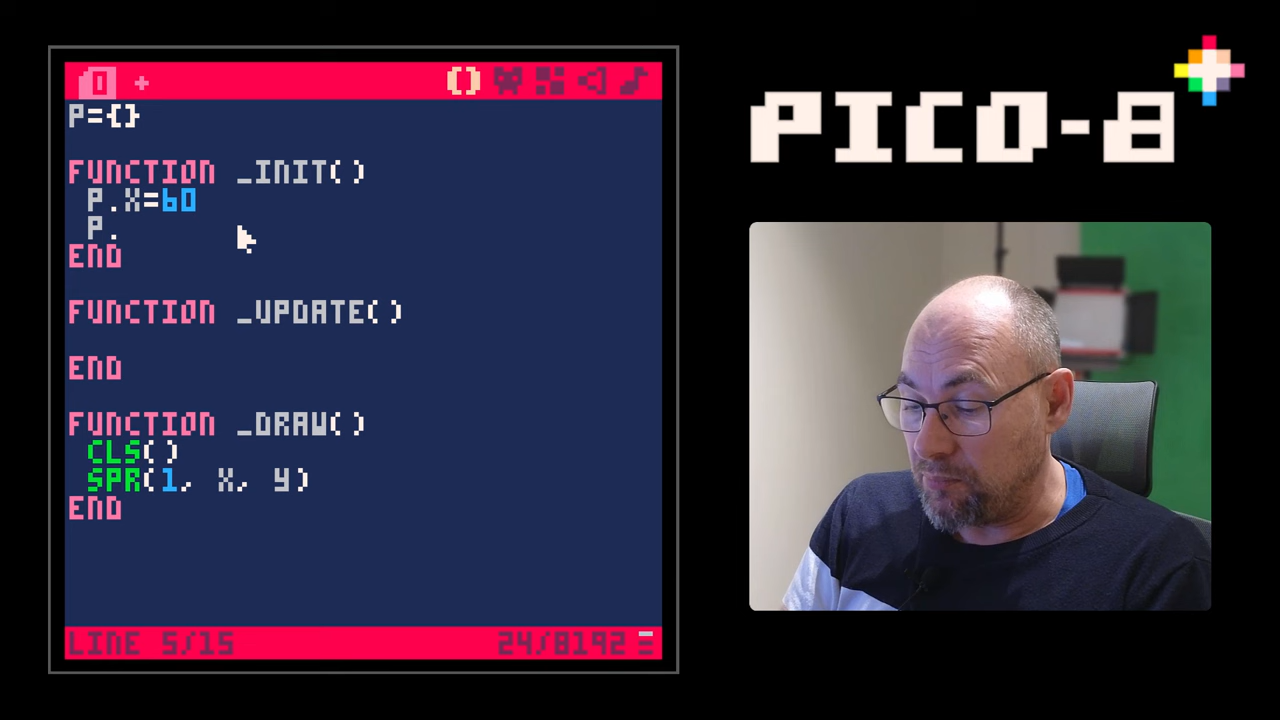 0 +
P={}
FUNCTION _INIT()
P.X=60
P.
END
FUNCTION _UPDATE()
END
FUNCTION _DRAW()
CLS()
SPR(1, X, Y)
END
LINE 5/15 24/8192
PICO-8